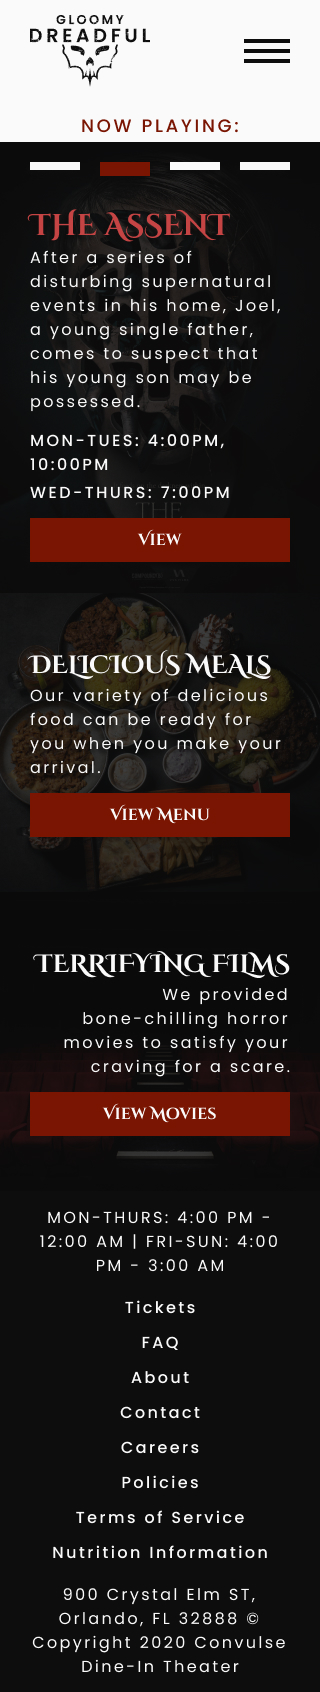 GLOOMY
DREADFUL
NOW PLAYING:
THE ASSENT
After a series of
disturbing supernatural
events in his home, Joel,
a young single father,
comes to suspect that
his young son may be
possessed.
MON-TUES: 4:00PM,
10:00PM
WED-THURS: 7:00PM
THE
VIEW
DELICIOUS MEALS
Our variety of delicious
food can be ready for
you when you make your
arrival.
VIEW MENU
TERRIFYING FILMS
We provided
bone-chilling horror
movies to satisfy your
craving for a scare.
VIEW MOVIES
MON-THURS: 4:00 PM -
12:00 AM | FRI-SUN: 4:00
PM - 3:00 AM
Tickets
FAQ
About
Contact
Careers
Policies
Terms of Service
Nutrition Information
900 Crystal Elm ST,
Orlando, FL 32888 ©
Copyright 2020 Convulse
Dine-In Theater